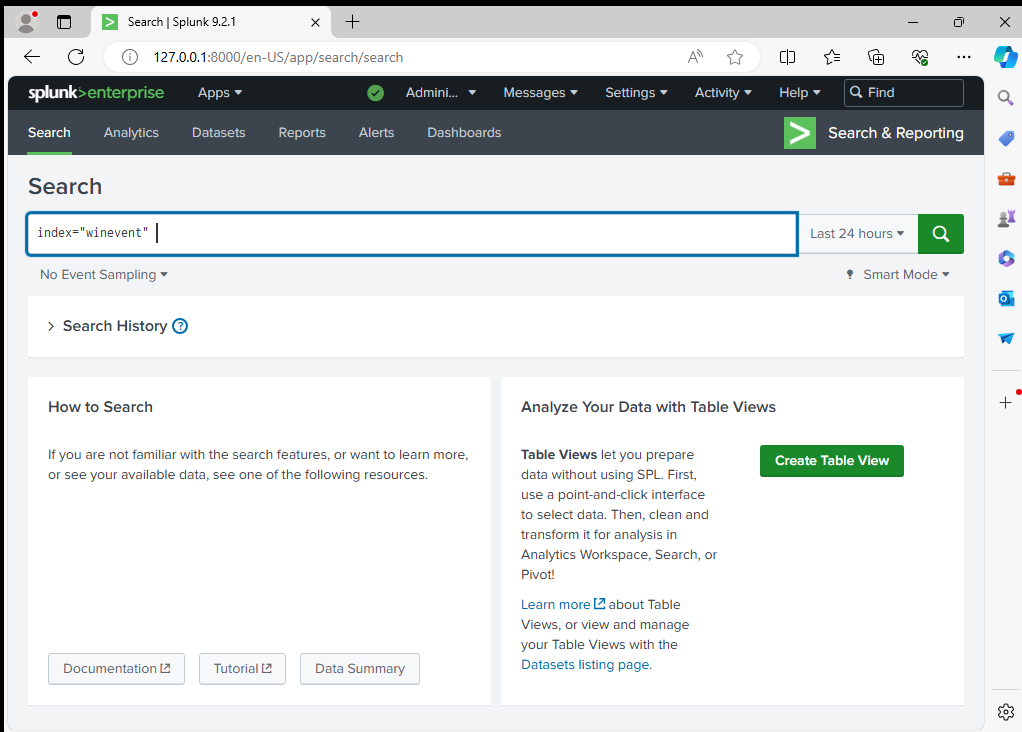 Search | Splunk 9.2.1
127.0.0.1:8000/en-US/app/search/search
splunk>enterprise Apps Admini... Messages Settings Activity Help Find
Search Analytics Datasets Reports Alerts Dashboards Search & Reporting
Search
index="winevent"
Last 24 hours
No Event Sampling
Smart Mode
Search History ?
How to Search
If you are not familiar with the search features, or want to learn more,
or see your available data, see one of the following resources.
Documentation Tutorial Data Summary
Analyze Your Data with Table Views
Table Views let you prepare
data without using SPL. First,
use a point-and-click interface
to select data. Then, clean and
transform it for analysis in
Analytics Workspace, Search, or
Pivot!
Learn more about Table
Views, or view and manage
your Table Views with the
Datasets listing page.
Create Table View